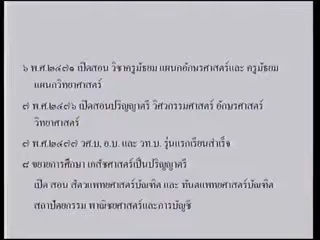 ๖ พ.ศ.๒๔๗๑ เปิดสอน วิชาครูมัธยม แผนกอักษรศาสตร์และ ครูมัธยม
แผนกวิทยาศาสตร์
๗ พ.ศ.๒๔๗๖ เปิดสอนปริญญาตรี วิศวกรรมศาสตร์ อักษรศาสตร์
วิทยาศาสตร์
๗ พ.ศ.๒๔๗๗ วศ.บ. อ.บ. และ วท.บ. รุ่นแรกเรียนสำเร็จ
๘ ขยายการศึกษา เภสัชศาสตร์เป็นปริญญาตรี
เปิด สอน สัตวแพทยศาสตร์บัณฑิต และ ทันตแพทยศาสตร์บัณฑิต
สถาปัตยกรรม พาณิชยศาสตร์และการบัญชี